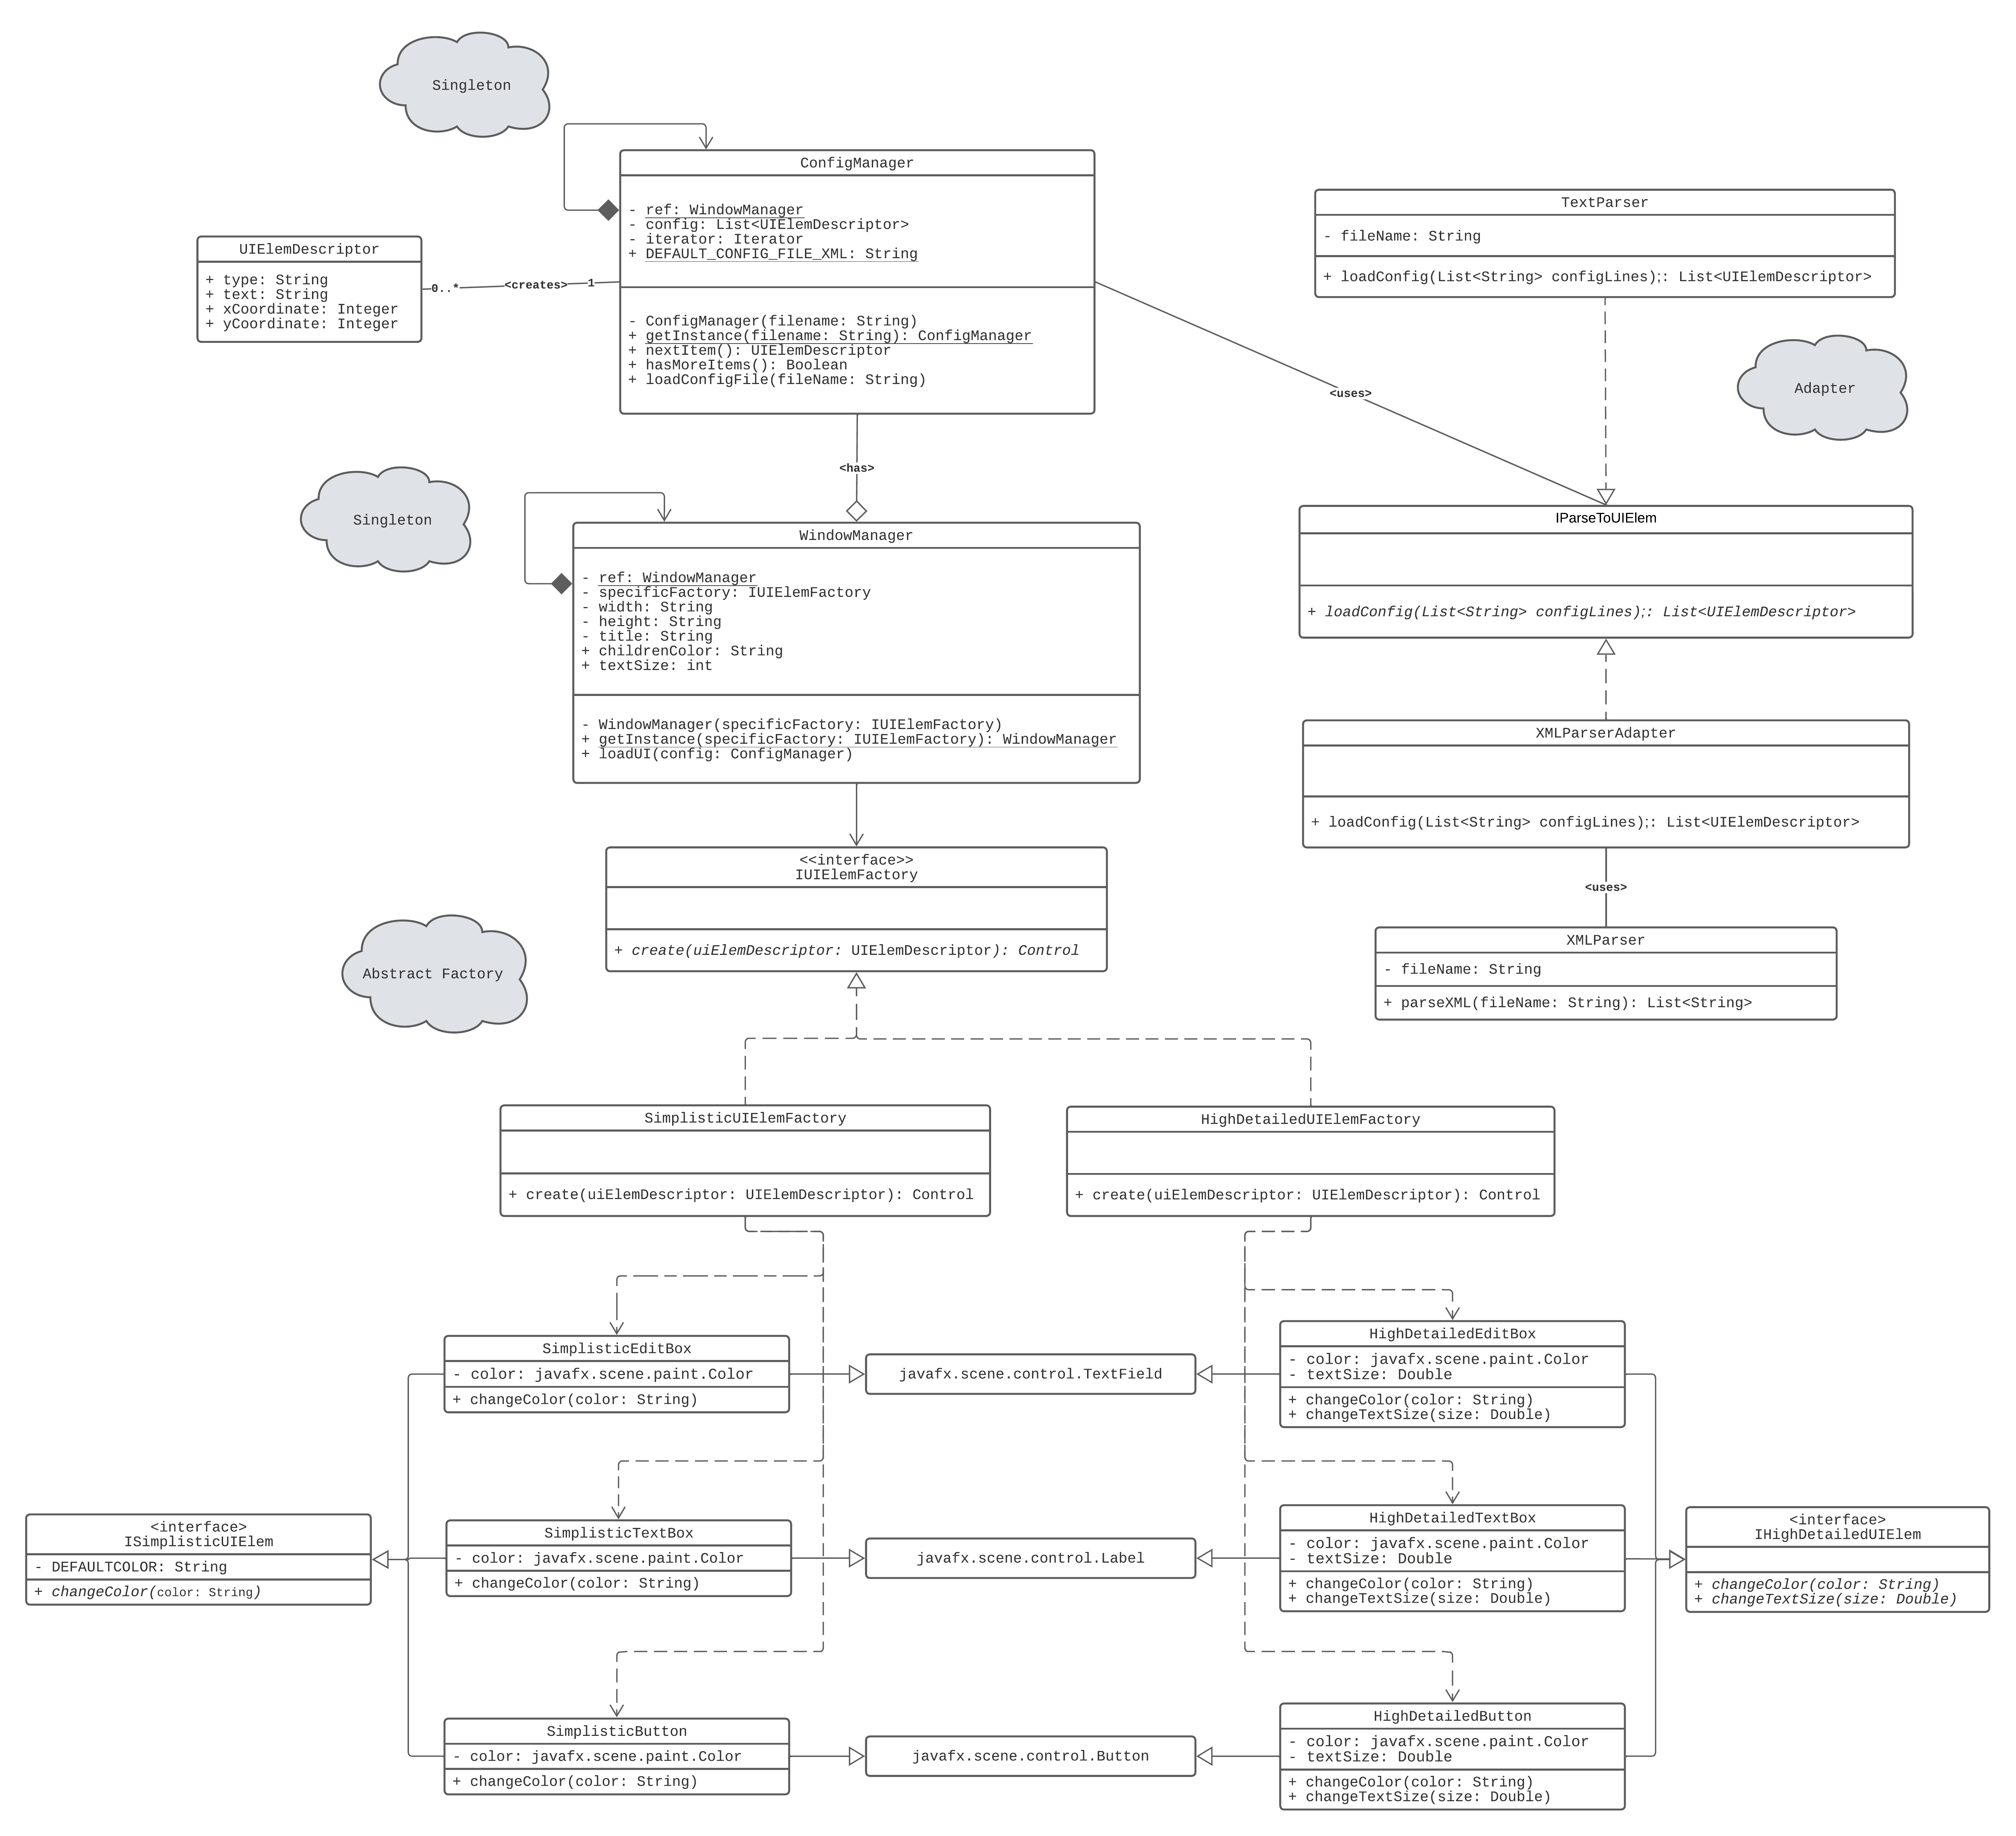 Singleton
ConfigManager
- ref: WindowManager
- config: List<UIElemDescriptor>
- iterator: Iterator
+ DEFAULT_CONFIG_FILE_XML: String
- ConfigManager(filename: String)
+ getInstance(filename: String): ConfigManager
+ nextItem(): UIElemDescriptor
+ hasMoreItems(): Boolean
+ loadConfigFile(fileName: String)
UIElemDescriptor
+ type: String
+ text: String
+ xCoordinate: Integer
+ yCoordinate: Integer
0..*
<creates>
1
TextParser
- fileName: String
+ loadConfig(List<String> configLines);: List<UIElemDescriptor>
Adapter
<uses>
<has>
Singleton
WindowManager
- ref: WindowManager
- specificFactory: IUIElemFactory
- width: String
- height: String
- title: String
+ childrenColor: String
+ textSize: int
- WindowManager(specificFactory: IUIElemFactory)
+ getInstance(specificFactory: IUIElemFactory): WindowManager
+ loadUI(config: ConfigManager)
IParseToUIElem
+ loadConfig(List<String> configLines);: List<UIElemDescriptor>
XMLParserAdapter
+ loadConfig(List<String> configLines);: List<UIElemDescriptor>
<uses>
XMLParser
- fileName: String
+ parseXML(fileName: String): List<String>
<<interface>>
IUIElemFactory
+ create(uiElemDescriptor: UIElemDescriptor): Control
Abstract Factory
SimplisticUIElemFactory
+ create(uiElemDescriptor: UIElemDescriptor): Control
HighDetailedUIElemFactory
+ create(uiElemDescriptor: UIElemDescriptor): Control
SimplisticEditBox
- color: javafx.scene.paint.Color
+ changeColor(color: String)
javafx.scene.control.TextField
HighDetailedEditBox
- color: javafx.scene.paint.Color
- textSize: Double
+ changeColor(color: String)
+ changeTextSize(size: Double)
<interface>
ISimplisticUIElem
- DEFAULTCOLOR: String
+ changeColor(color: String)
SimplisticTextBox
- color: javafx.scene.paint.Color
+ changeColor(color: String)
javafx.scene.control.Label
HighDetailedTextBox
- color: javafx.scene.paint.Color
- textSize: Double
+ changeColor(color: String)
+ changeTextSize(size: Double)
<interface>
IHighDetailedUIElem
+ changeColor(color: String)
+ changeTextSize(size: Double)
SimplisticButton
- color: javafx.scene.paint.Color
+ changeColor(color: String)
javafx.scene.control.Button
HighDetailedButton
- color: javafx.scene.paint.Color
- textSize: Double
+ changeColor(color: String)
+ changeTextSize(size: Double)